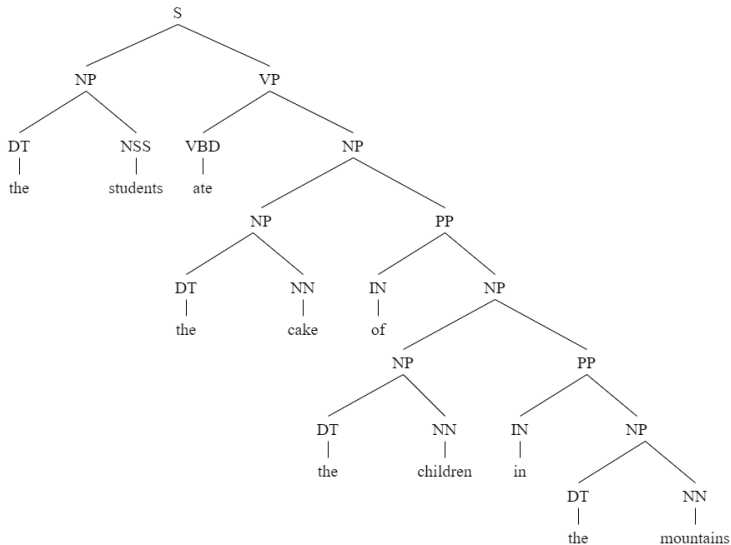 S
NP VP
DT NSS VBD NP
the students ate
NP PP
DT NN IN NP
the cake of
NP PP
DT NN IN NP
the children in
DT NN
the mountains